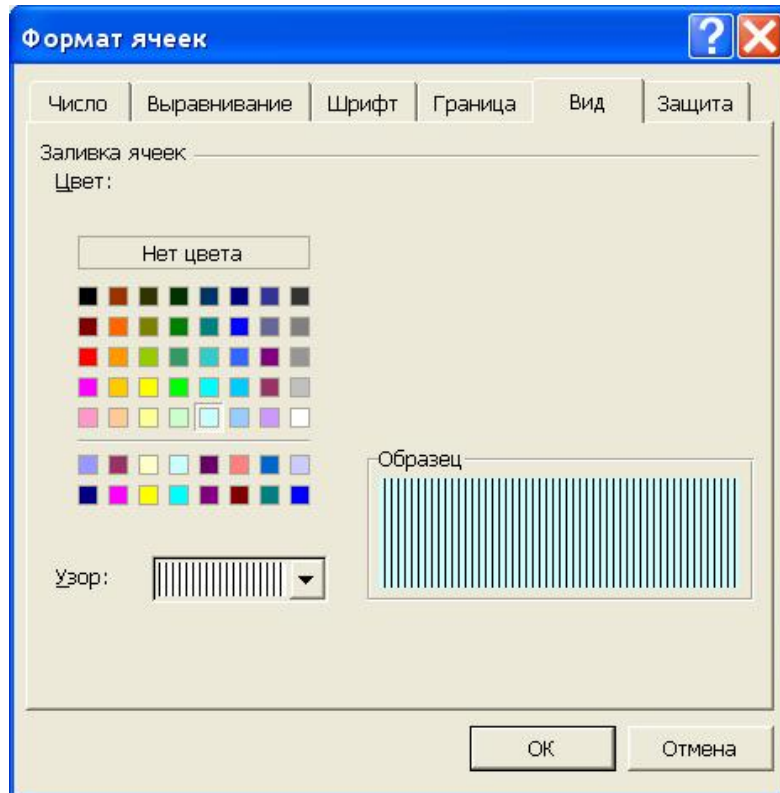 Формат ячеек
Число Выравнивание Шрифт Граница Вид Защита
Заливка ячеек
Цвет:
Нет цвета
Образец
Узор:
ОК Отмена